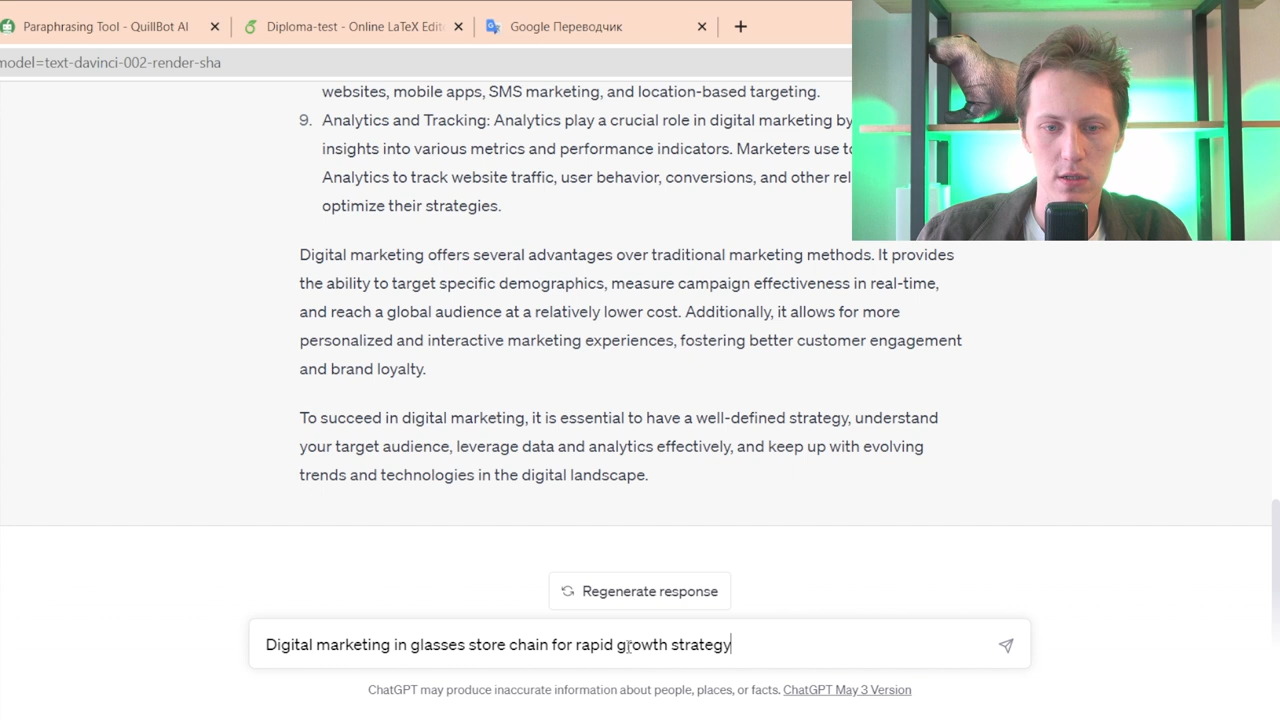 Paraphrasing Tool - QuillBot AI
Diploma-test - Online LaTeX Edit
Google Переводчик
model=text-davinci-002-render-sha
websites, mobile apps, SMS marketing, and location-based targeting.
9. Analytics and Tracking: Analytics play a crucial role in digital marketing by
insights into various metrics and performance indicators. Marketers use
Analytics to track website traffic, user behavior, conversions, and other
optimize their strategies.
Digital marketing offers several advantages over traditional marketing methods. It provides
the ability to target specific demographics, measure campaign effectiveness in real-time,
and reach a global audience at a relatively lower cost. Additionally, it allows for more
personalized and interactive marketing experiences, fostering better customer engagement
and brand loyalty.
To succeed in digital marketing, it is essential to have a well-defined strategy, understand
your target audience, leverage data and analytics effectively, and keep up with evolving
trends and technologies in the digital landscape.
Regenerate response
Digital marketing in glasses store chain for rapid growth strategy
ChatGPT may produce inaccurate information about people, places, or facts. ChatGPT May 3 Version